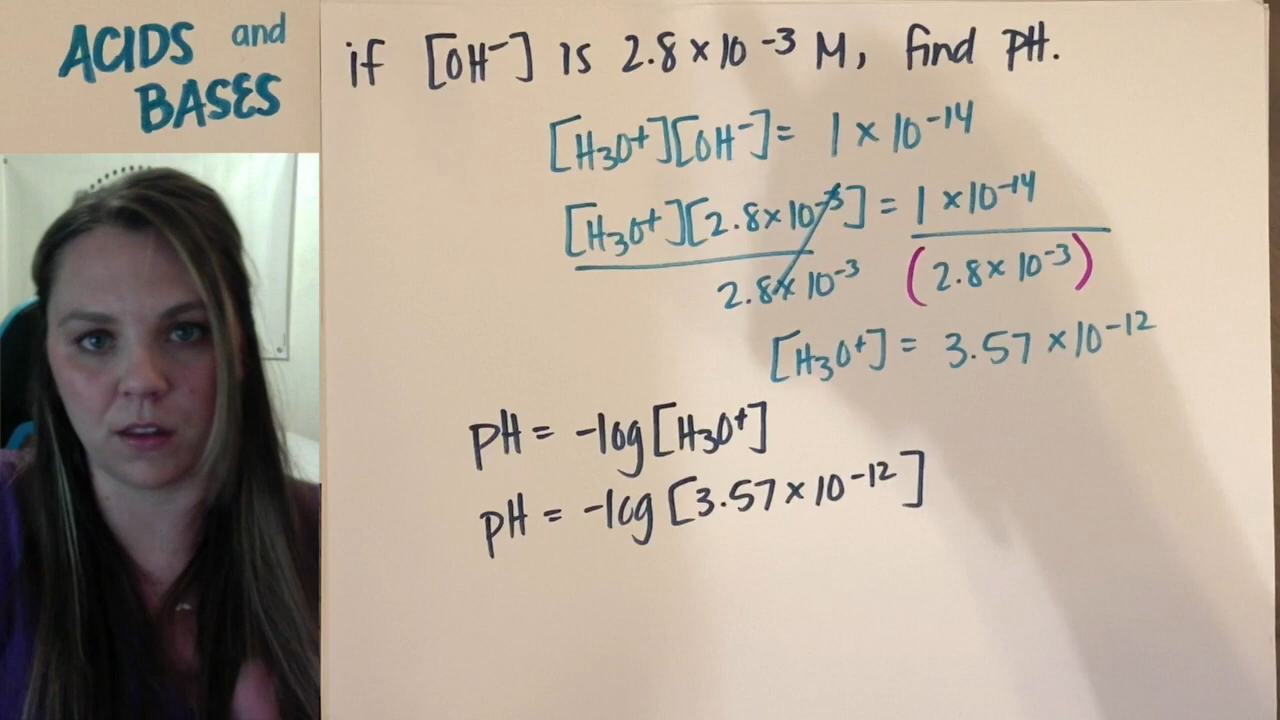 ACIDS and
BASES
if [OH⁻] is 2.8 × 10⁻³ M, find pH.
[H₃O⁺][OH⁻] = 1 × 10⁻¹⁴
[H₃O⁺][2.8 × 10⁻³] = 1 × 10⁻¹⁴
2.8 × 10⁻³ (2.8 × 10⁻³)
[H₃O⁺] = 3.57 × 10⁻¹²
pH = -log[H₃O⁺]
pH = -log[3.57 × 10⁻¹²]